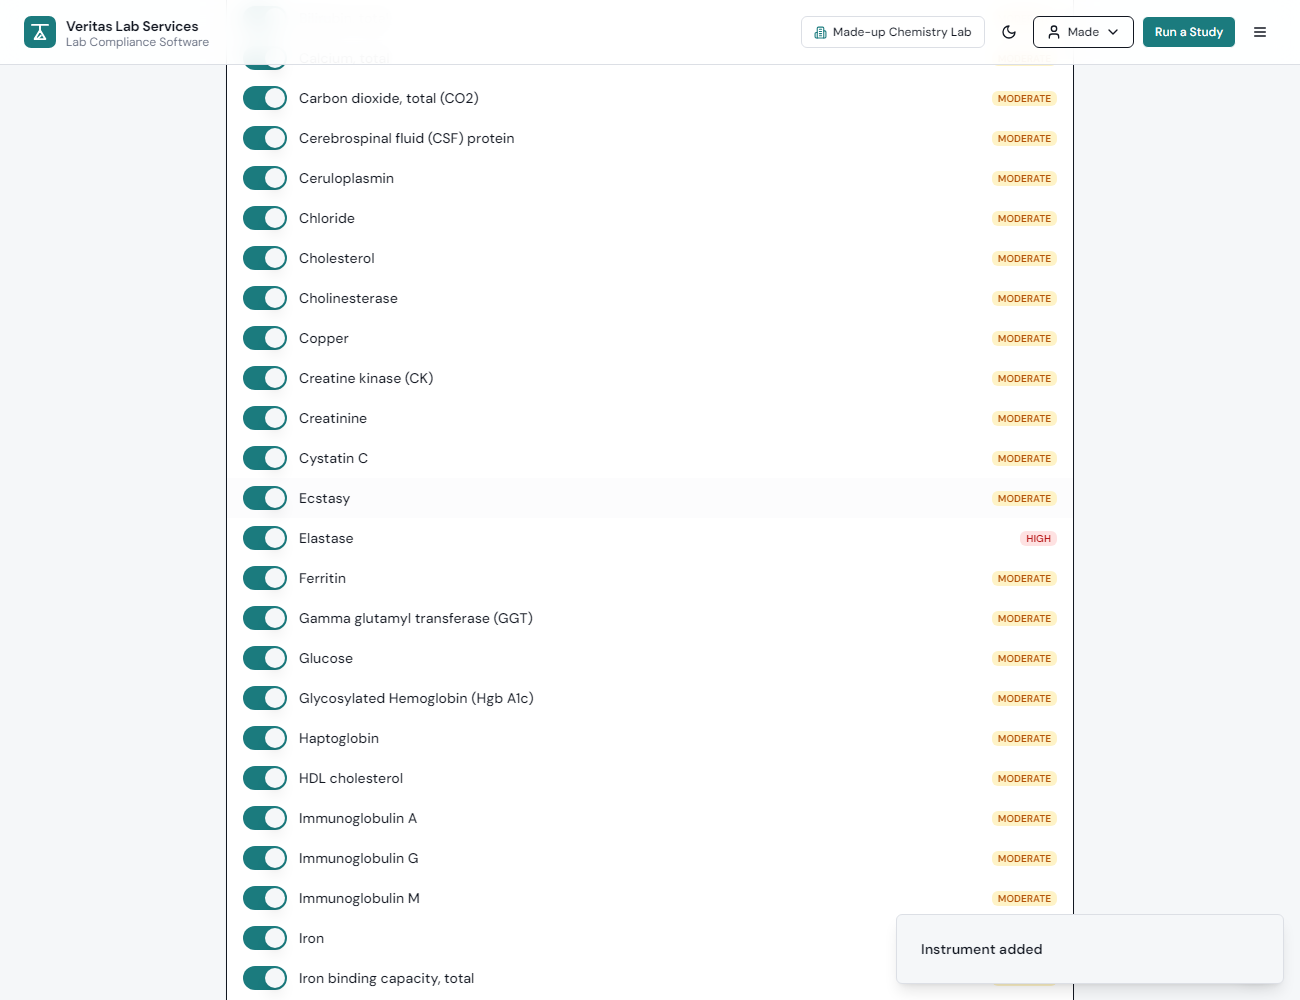 Veritas Lab Services
Lab Compliance Software
Made-up Chemistry Lab
Made
Run a Study
Calcium, total
Carbon dioxide, total (CO2)
MODERATE
Cerebrospinal fluid (CSF) protein
MODERATE
Ceruloplasmin
MODERATE
Chloride
MODERATE
Cholesterol
MODERATE
Cholinesterase
MODERATE
Copper
MODERATE
Creatine kinase (CK)
MODERATE
Creatinine
MODERATE
Cystatin C
MODERATE
Ecstasy
MODERATE
Elastase
HIGH
Ferritin
MODERATE
Gamma glutamyl transferase (GGT)
MODERATE
Glucose
MODERATE
Glycosylated Hemoglobin (Hgb A1c)
MODERATE
Haptoglobin
MODERATE
HDL cholesterol
MODERATE
Immunoglobulin A
MODERATE
Immunoglobulin G
MODERATE
Immunoglobulin M
MODERATE
Iron
Iron binding capacity, total
Instrument added